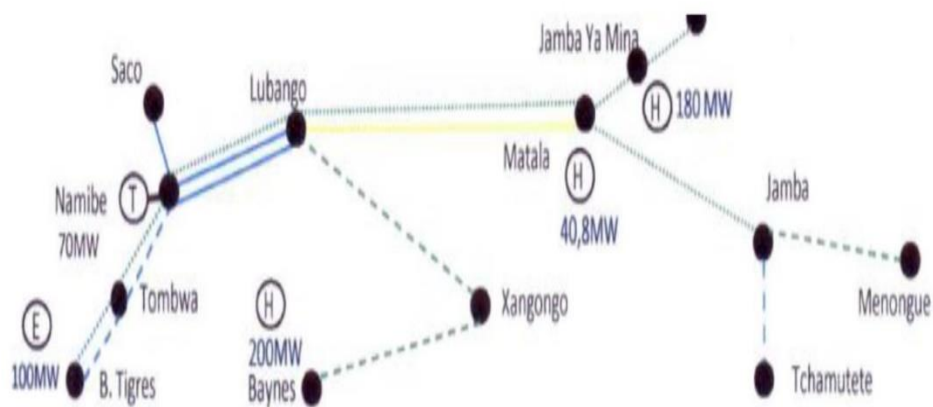 Jamba Ya Mina
Saco
Lubango
H
180 MW
Matala
Namibe
T
H
Jamba
70MW
40,8MW
Tombwa
H
Xangongo
Menongue
E
200MW
100MW
B. Tigres
Baynes
Tchamutete